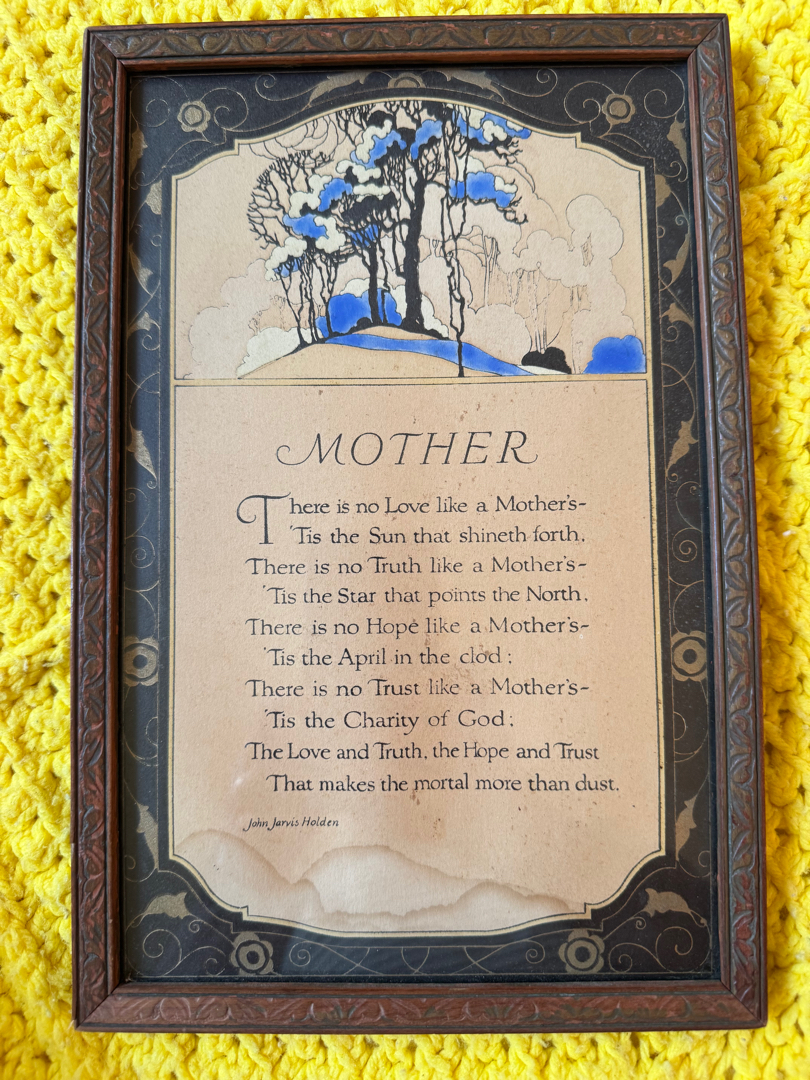 MOTHER
There is no Love like a Mother's-
'Tis the Sun that shineth forth,
There is no Truth like a Mother's-
'Tis the Star that points the North,
There is no Hope like a Mother's-
'Tis the April in the clod;
There is no Trust like a Mother's-
'Tis the Charity of God;
The Love and Truth, the Hope and Trust
That makes the mortal more than dust.
John Jarvis Holden